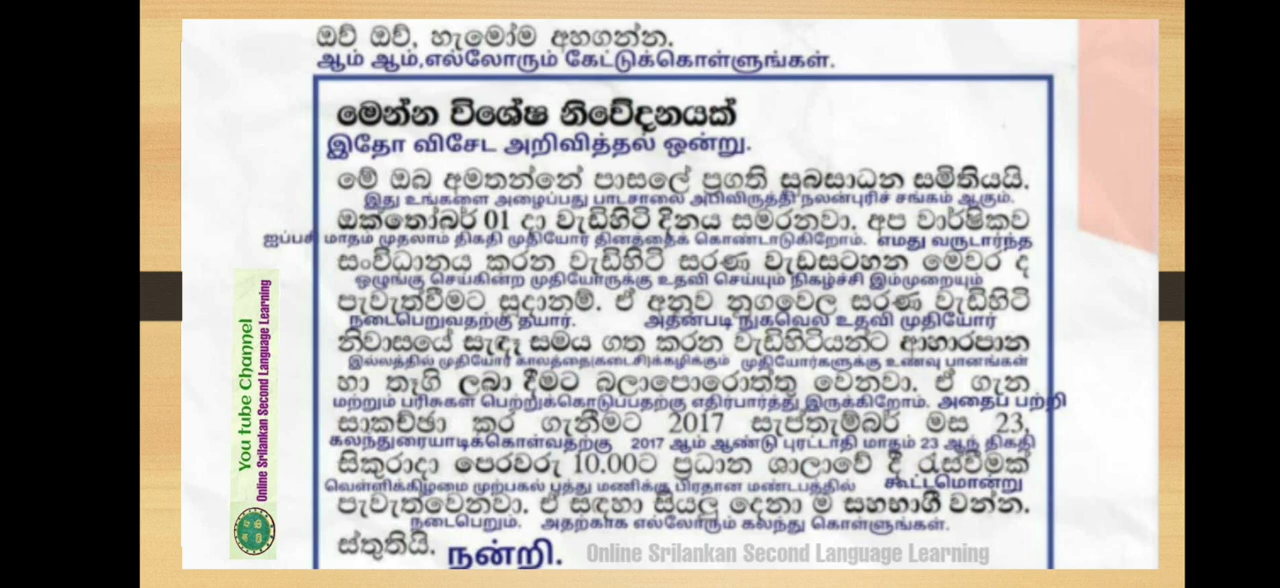 ඔව් ඔව්, හැමෝම අහගන්න.
ஆம் ஆம்,எல்லோரும் கேட்டுக்கொள்ளுங்கள்.
මෙන්න විශේෂ නිවේදනයක්
இதோ விசேட அறிவித்தல் ஒன்று.
මේ ඔබ අමතන්නේ පාසලේ ප්‍රගති සුබසාධන සමිතියයි.
இது உங்களை அழைப்பது பாடசாலை அபிவிருத்தி நலன்புரிச் சங்கம் ஆகும்.
ඔක්තෝබර් 01 දා වැඩිහිටි දිනය සමරනවා. අප වාර්ෂිකව
ஐப்பசி மாதம் முதலாம் திகதி முதியோர் தினத்தைக் கொண்டாடுகிறோம். எமது வருடார்ந்த
සංවිධානය කරන වැඩිහිටි සරණ වැඩසටහන මෙවර ද
ஒழுங்கு செய்கின்ற முதியோருக்கு உதவி செய்யும் நிகழ்ச்சி இம்முறையும்
පැවැත්වීමට සූදානම්. ඒ අනුව නුගවෙල සරණ වැඩිහිටි
நடைபெறுவதற்கு தயார். அதன்படி நுகவெல உதவி முதியோர்
නිවාසයේ සැඳෑ සමය ගත කරන වැඩිහිටියන්ට ආහාරපාන
இல்லத்தில் முதியோர் காலத்தை(கடைசி)க்கழிக்கும் முதியோர்களுக்கு உணவு பானங்கள்
හා තෑගි ලබා දීමට බලාපොරොත්තු වෙනවා. ඒ ගැන
மற்றும் பரிசுகள் பெற்றுக்கொடுப்பதற்கு எதிர்பார்த்து இருக்கிறோம். அதைப் பற்றி
සාකච්ඡා කර ගැනීමට 2017 සැප්තැම්බර් මස 23,
கலந்துரையாடிக்கொள்வதற்கு 2017 ஆம் ஆண்டு புரட்டாதி மாதம் 23 ஆந் திகதி
සිකුරාදා පෙරවරු 10.00ට ප්‍රධාන ශාලාවේ දී රැස්වීමක්
வெள்ளிக்கிழமை முற்பகல் பத்து மணிக்கு பிரதான மண்டபத்தில் கூட்டமொன்று
පැවැත්වෙනවා. ඒ සඳහා සියලු දෙනා ම සහභාගී වන්න.
நடைபெறும். அதற்காக எல்லோரும் கலந்து கொள்ளுங்கள்.
ස්තුතියි. நன்றி.
Online Srilankan Second Language Learning
You tube Channel
Online Srilankan Second Language Learning